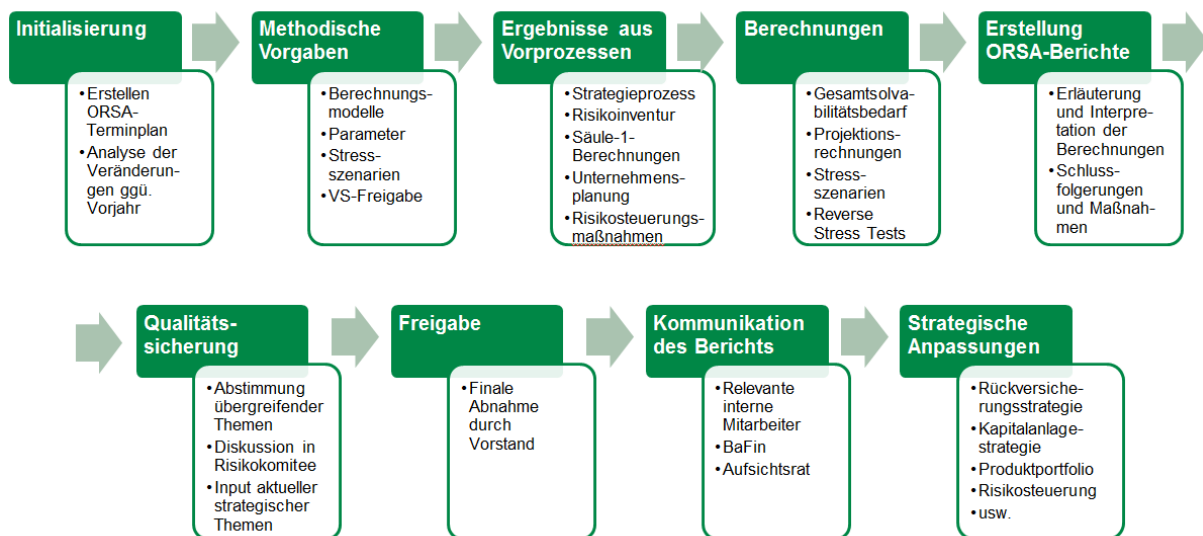 Initialisierung
• Erstellen
ORSA-
Terminplan
• Analyse der
Veränderun-
gen ggü.
Vorjahr
Methodische
Vorgaben
• Berechnungs-
modelle
• Parameter
• Stress-
szenarien
• VS-Freigabe
Ergebnisse aus
Vorprozessen
• Strategieprozess
• Risikoinventur
• Säule-1-
Berechnungen
• Unternehmens-
planung
• Risikosteuerungs-
maßnahmen
Berechnungen
• Gesamtsolva-
bilitätsbedarf
• Projektions-
rechnungen
• Stress-
szenarien
• Reverse
Stress Tests
Erstellung
ORSA-Berichte
• Erläuterung
und Interpre-
tation der
Berechnungen
• Schluss-
folgerungen
und Maßnah-
men
Qualitäts-
sicherung
• Abstimmung
übergreifender
Themen
• Diskussion in
Risikokomitee
• Input aktueller
strategischer
Themen
Freigabe
• Finale
Abnahme
durch
Vorstand
Kommunikation
des Berichts
• Relevante
interne
Mitarbeiter
• BaFin
• Aufsichtsrat
Strategische
Anpassungen
• Rückversiche-
rungsstrategie
• Kapitalanlage-
strategie
• Produktportfolio
• Risikosteuerung
• usw.